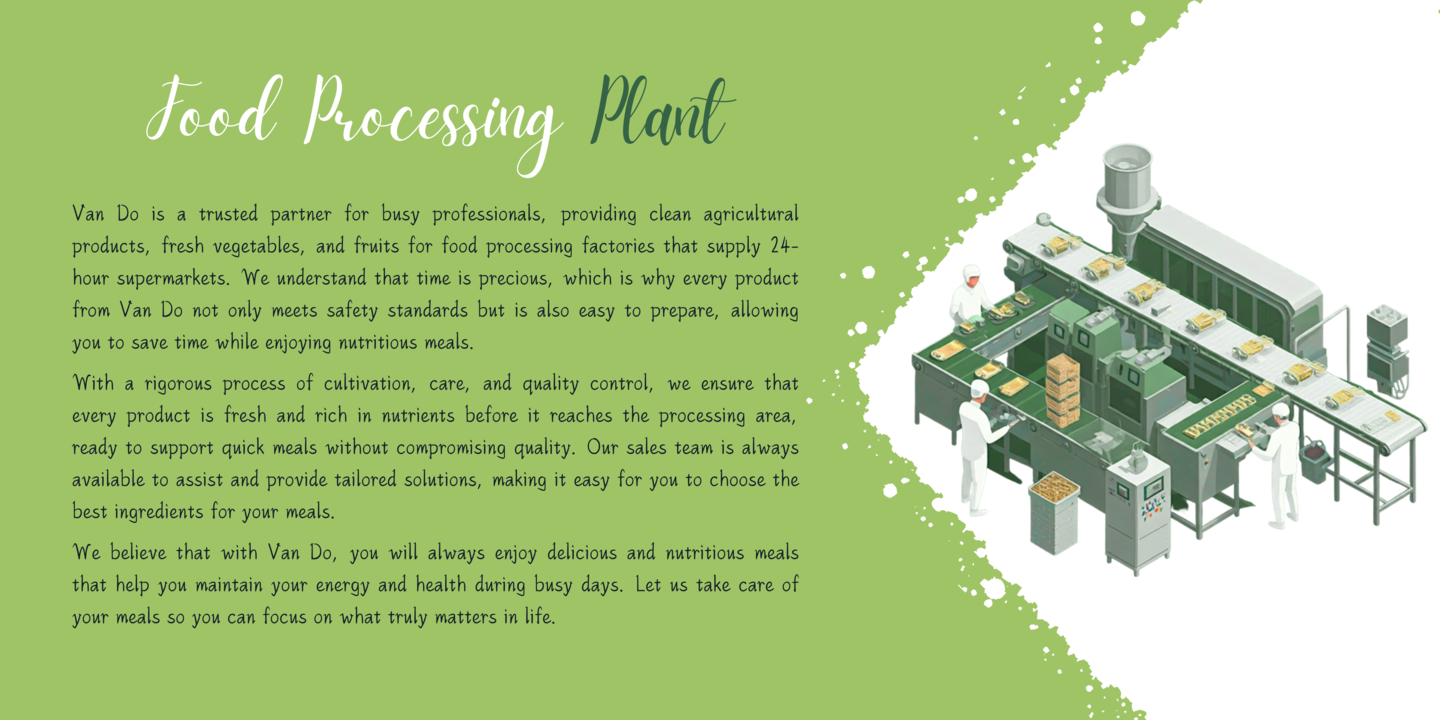 Food Processing Plant
Van Do is a trusted partner for busy professionals, providing clean agricultural
products, fresh vegetables, and fruits for food processing factories that supply 24-
hour supermarkets. We understand that time is precious, which is why every product
from Van Do not only meets safety standards but is also easy to prepare, allowing
you to save time while enjoying nutritious meals.
With a rigorous process of cultivation, care, and quality control, we ensure that
every product is fresh and rich in nutrients before it reaches the processing area,
ready to support quick meals without compromising quality. Our sales team is always
available to assist and provide tailored solutions, making it easy for you to choose the
best ingredients for your meals.
We believe that with Van Do, you will always enjoy delicious and nutritious meals
that help you maintain your energy and health during busy days. Let us take care of
your meals so you can focus on what truly matters in life.